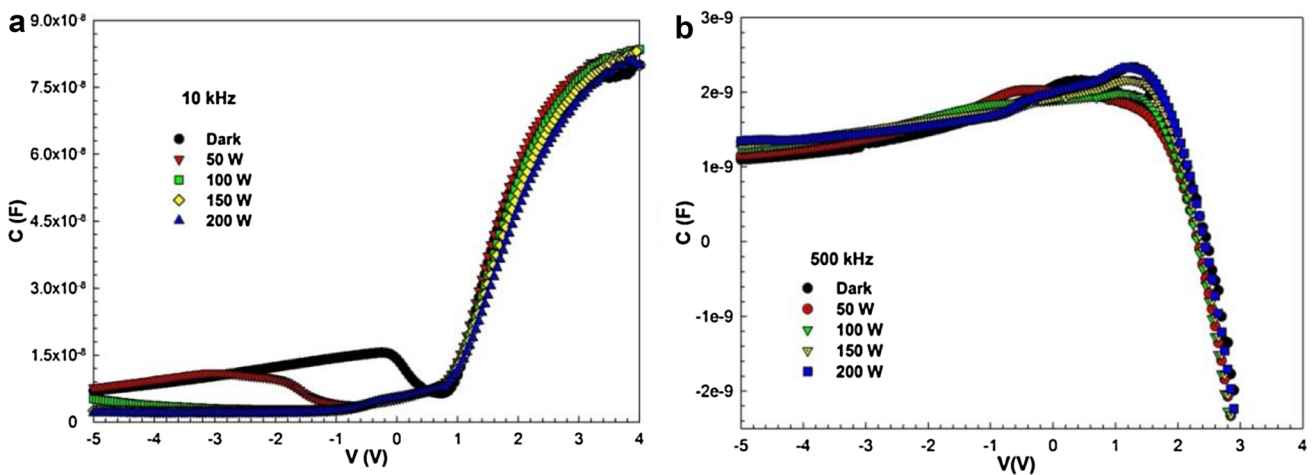 a
9.0x10⁻⁸
7.5x10⁻⁸
6.0x10⁻⁸
4.5x10⁻⁸
3.0x10⁻⁸
1.5x10⁻⁸
0
C (F)
10 kHz
Dark
50 W
100 W
150 W
200 W
-5 -4 -3 -2 -1 0 1 2 3 4
V (V)
b
3e-9
2e-9
1e-9
0
-1e-9
-2e-9
C (F)
500 kHz
Dark
50 W
100 W
150 W
200 W
-5 -4 -3 -2 -1 0 1 2 3 4
V(V)